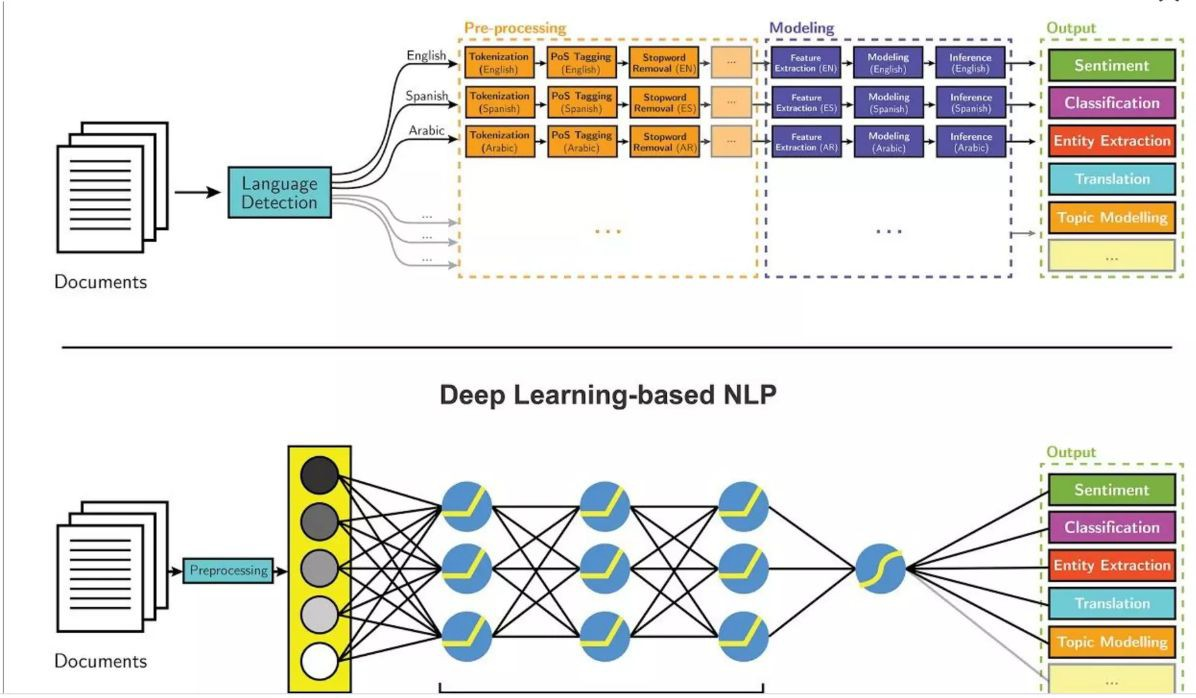 Pre-processing
Modeling
Output
English
Tokenization
(English)
PoS Tagging
(English)
Stopword
Removal (EN)
...
Feature
Extraction (EN)
Modeling
(English)
Inference
(English)
Spanish
Tokenization
(Spanish)
PoS Tagging
(Spanish)
Stopword
Removal (ES)
...
Feature
Extraction (ES)
Modeling
(Spanish)
Inference
(Spanish)
Arabic
Tokenization
(Arabic)
PoS Tagging
(Arabic)
Stopword
Removal (AR)
...
Feature
Extraction (AR)
Modeling
(Arabic)
Inference
(Arabic)
Language
Detection
...
...
...
...
...
Sentiment
Classification
Entity Extraction
Translation
Topic Modelling
...
Documents
Deep Learning-based NLP
Output
Preprocessing
Sentiment
Classification
Entity Extraction
Translation
Topic Modelling
...
Documents